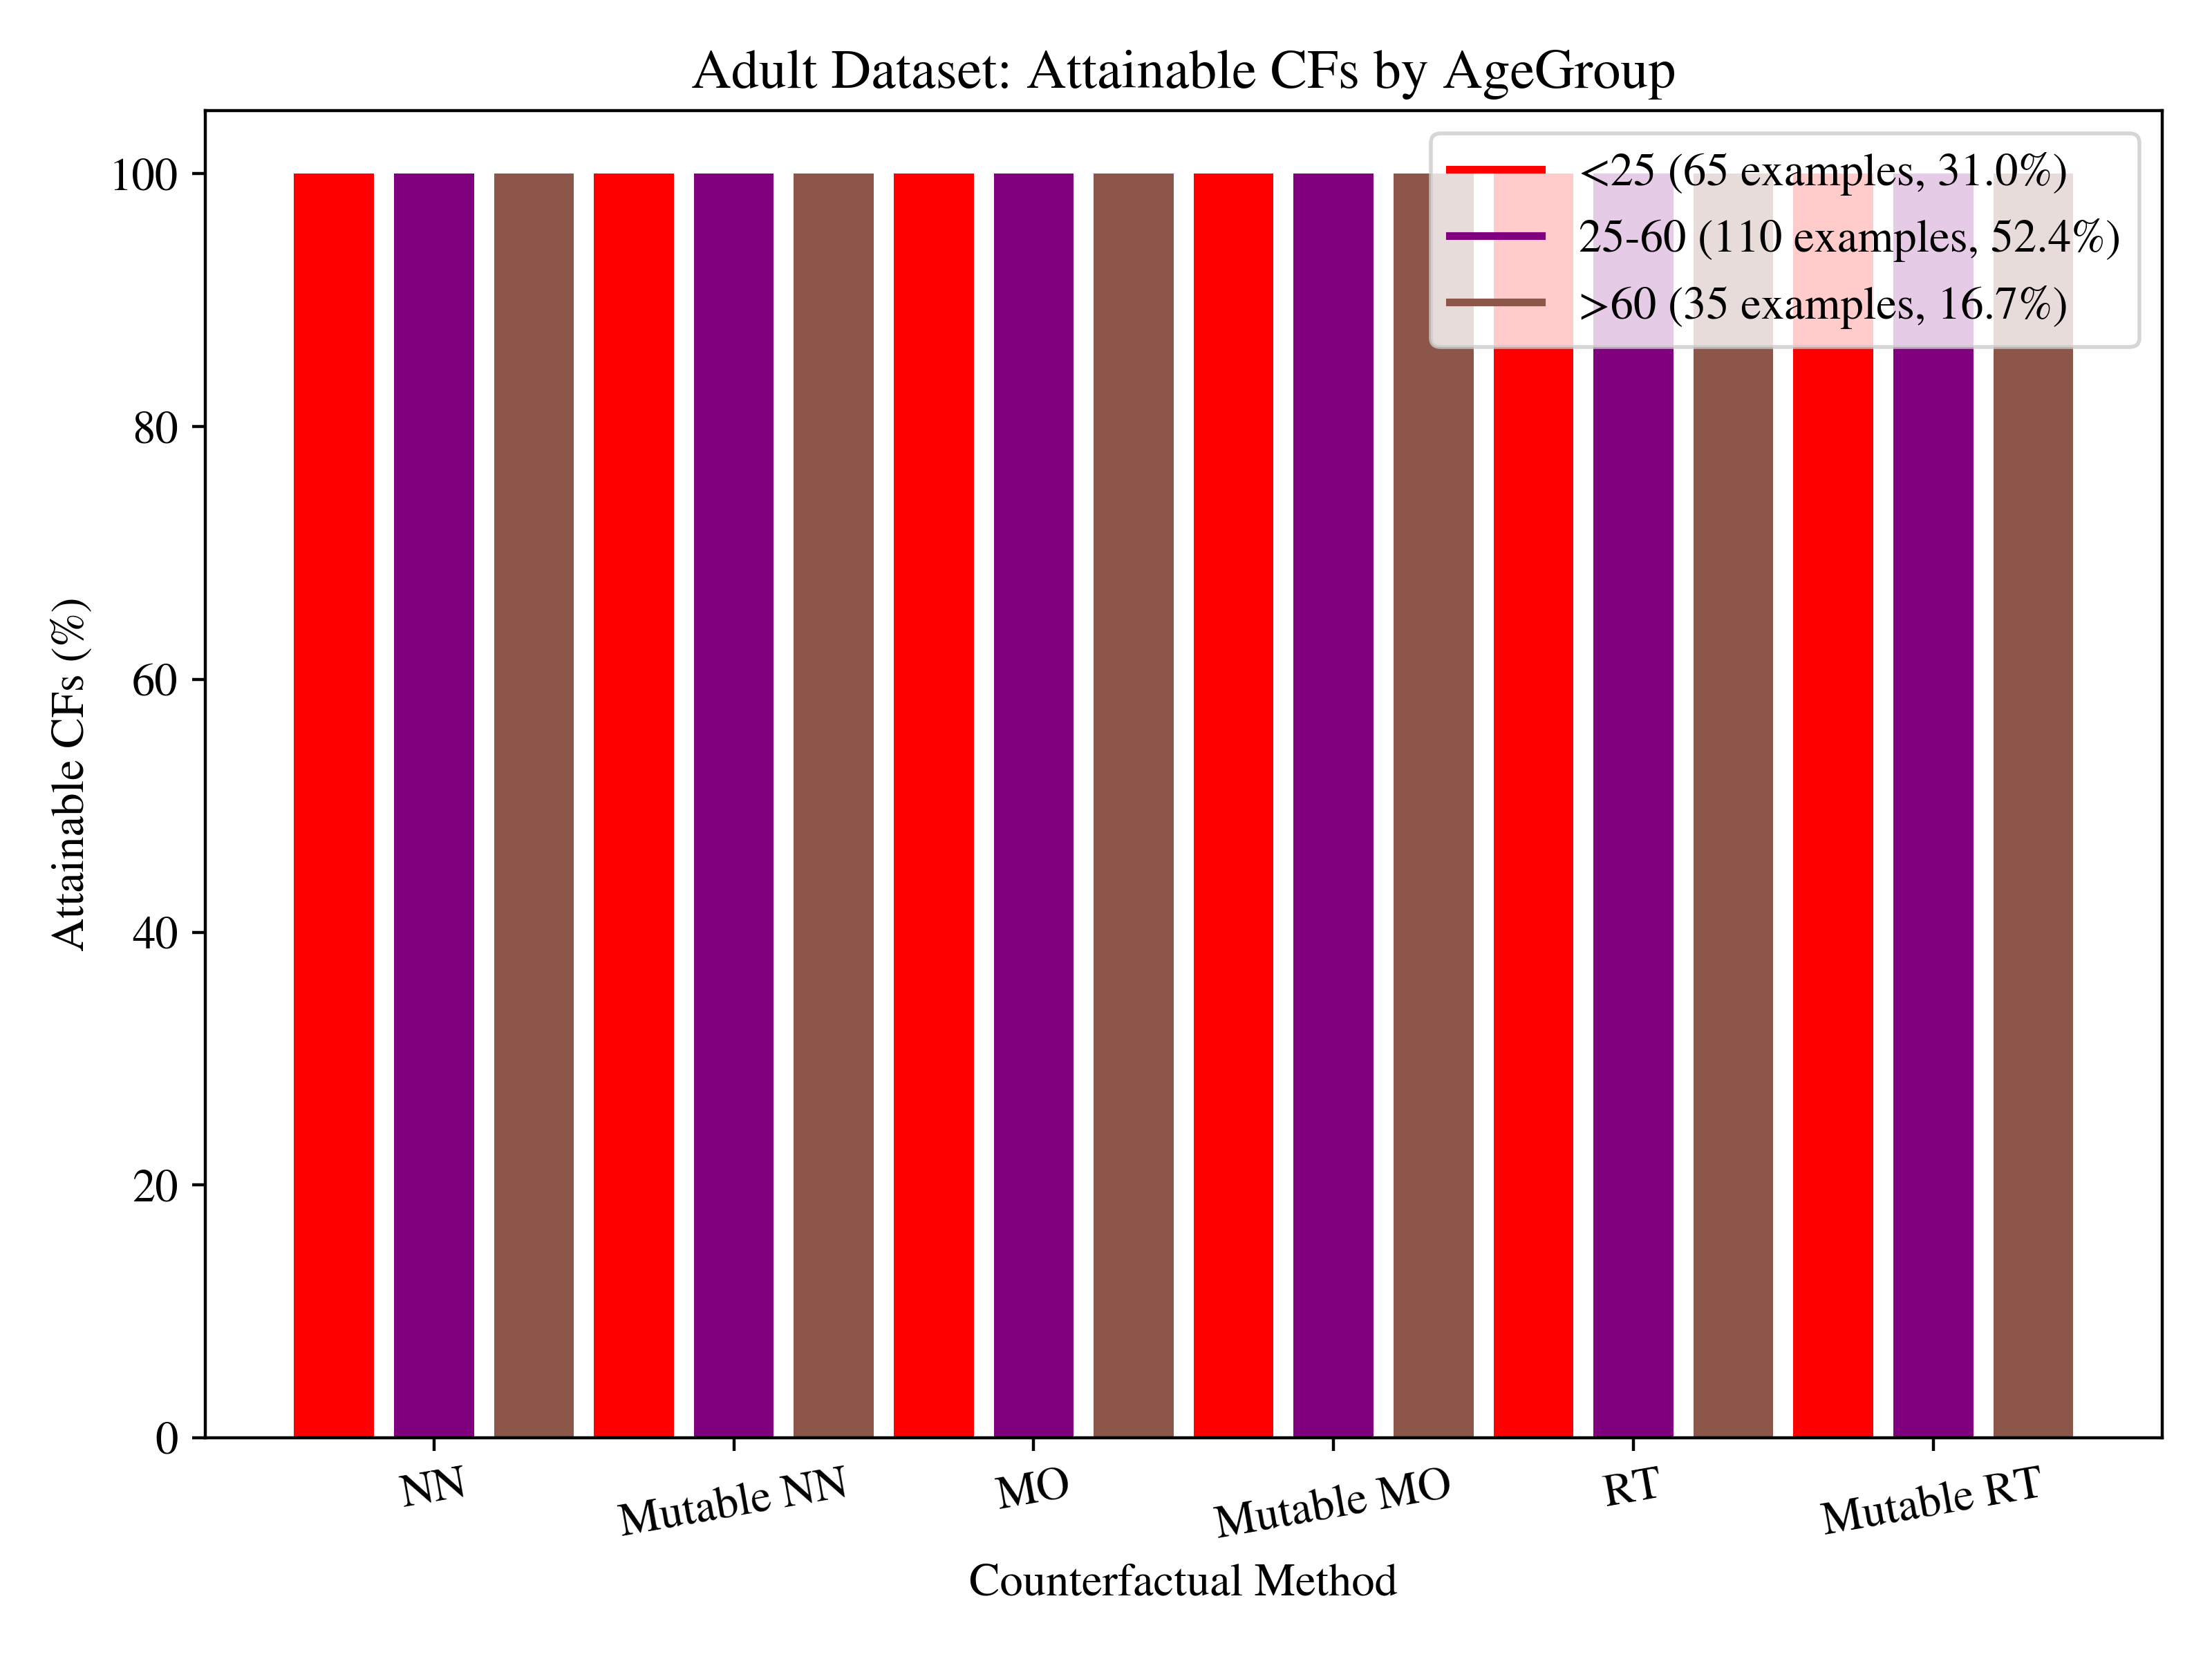 Adult Dataset: Attainable CFs by AgeGroup
<25 (65 examples, 31.0%)
25-60 (110 examples, 52.4%)
>60 (35 examples, 16.7%)
Attainable CFs (%)
100
80
60
40
20
0
NN
Mutable NN
MO
Mutable MO
RT
Mutable RT
Counterfactual Method